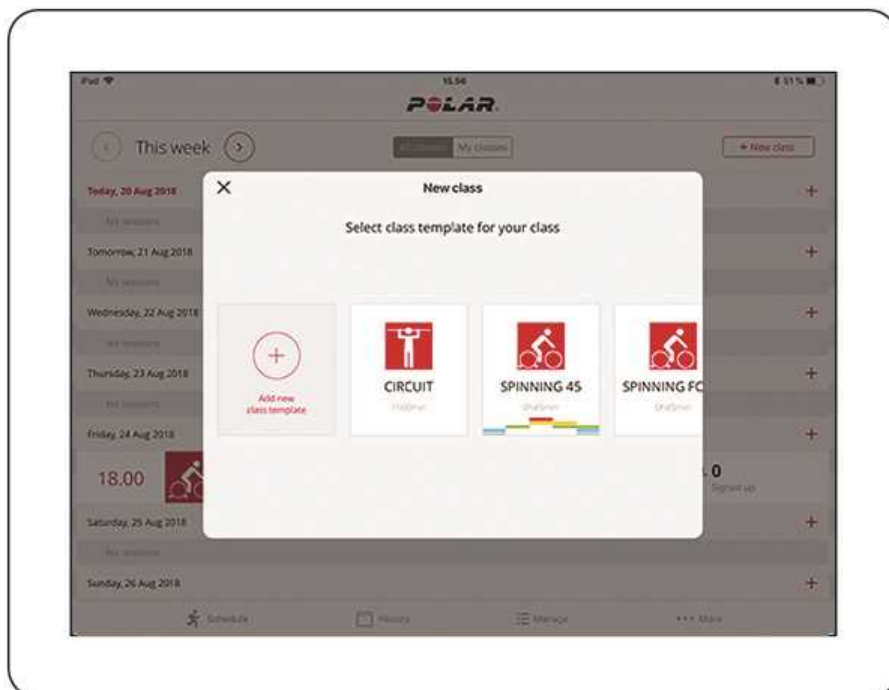 iPad
15.56
51 %
POLAR.
This week
All classes My classes
+ New class
Today, 20 Aug 2018
No sessions
Tomorrow, 21 Aug 2018
No sessions
Wednesday, 22 Aug 2018
No sessions
Thursday, 23 Aug 2018
No sessions
Friday, 24 Aug 2018
18.00
0
Signed up
Saturday, 25 Aug 2018
No sessions
Sunday, 26 Aug 2018
New class
Select class template for your class
Add new
class template
CIRCUIT
SPINNING 45
0h45min
SPINNING FO
0h45min
Schedule
History
Manage
More